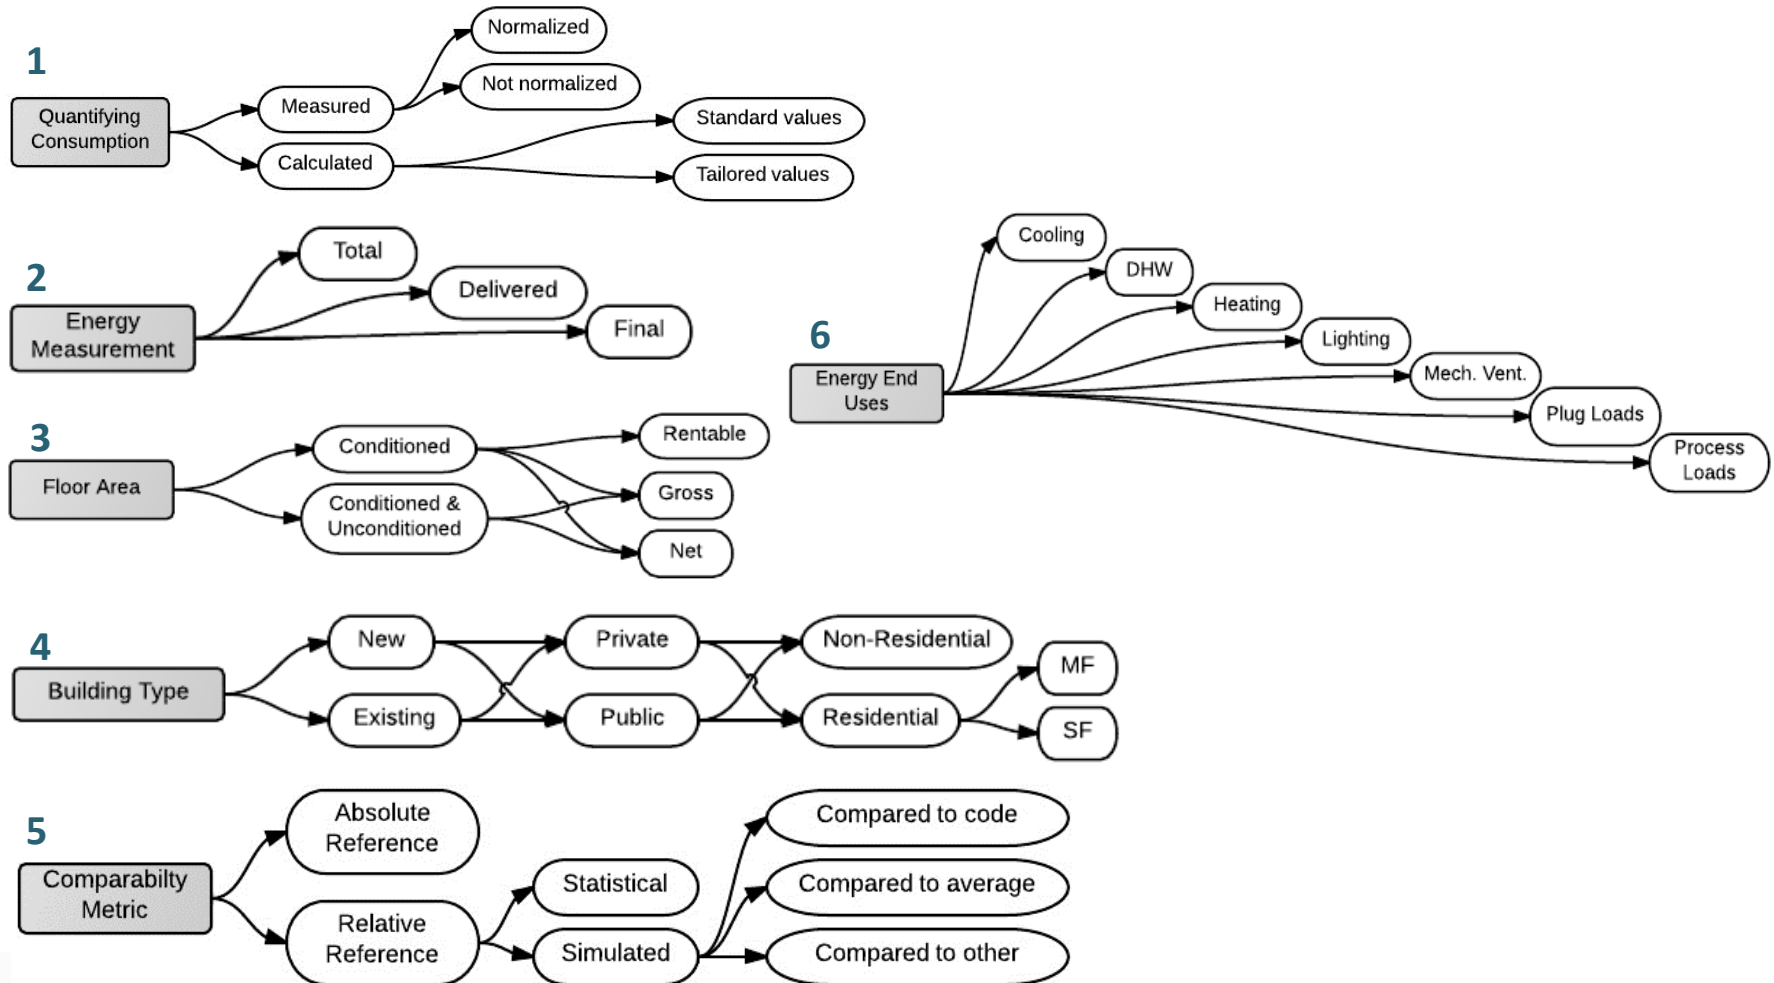 1
Quantifying
Consumption
Measured
Calculated
Normalized
Not normalized
Standard values
Tailored values
2
Energy
Measurement
Total
Delivered
Final
3
Floor Area
Conditioned
Conditioned &
Unconditioned
Rentable
Gross
Net
4
Building Type
New
Existing
Private
Public
Non-Residential
Residential
MF
SF
5
Comparabilty
Metric
Absolute
Reference
Relative
Reference
Statistical
Simulated
Compared to code
Compared to average
Compared to other
6
Energy End
Uses
Cooling
DHW
Heating
Lighting
Mech. Vent.
Plug Loads
Process
Loads